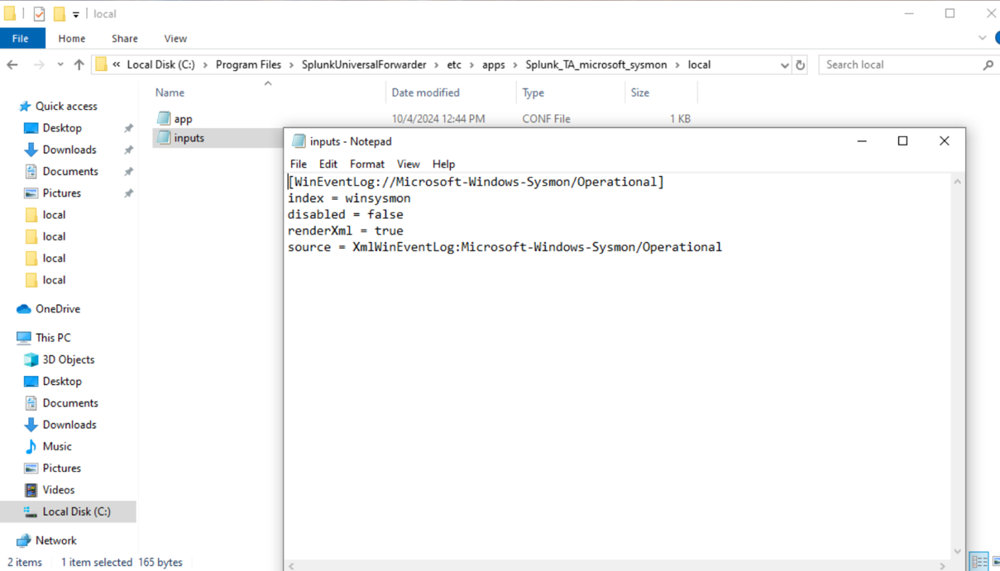 local
File Home Share View
« Local Disk (C:) > Program Files > SplunkUniversalForwarder > etc > apps > Splunk_TA_microsoft_sysmon > local
Search local
Name Date modified Type Size
Quick access
Desktop
Downloads
Documents
Pictures
local
local
local
local
OneDrive
This PC
3D Objects
Desktop
Documents
Downloads
Music
Pictures
Videos
Local Disk (C:)
Network
app 10/4/2024 12:44 PM CONF File 1 KB
inputs
inputs - Notepad
File Edit Format View Help
[WinEventLog://Microsoft-Windows-Sysmon/Operational]
index = winsysmon
disabled = false
renderXml = true
source = XmlWinEventLog:Microsoft-Windows-Sysmon/Operational
2 items 1 item selected 165 bytes